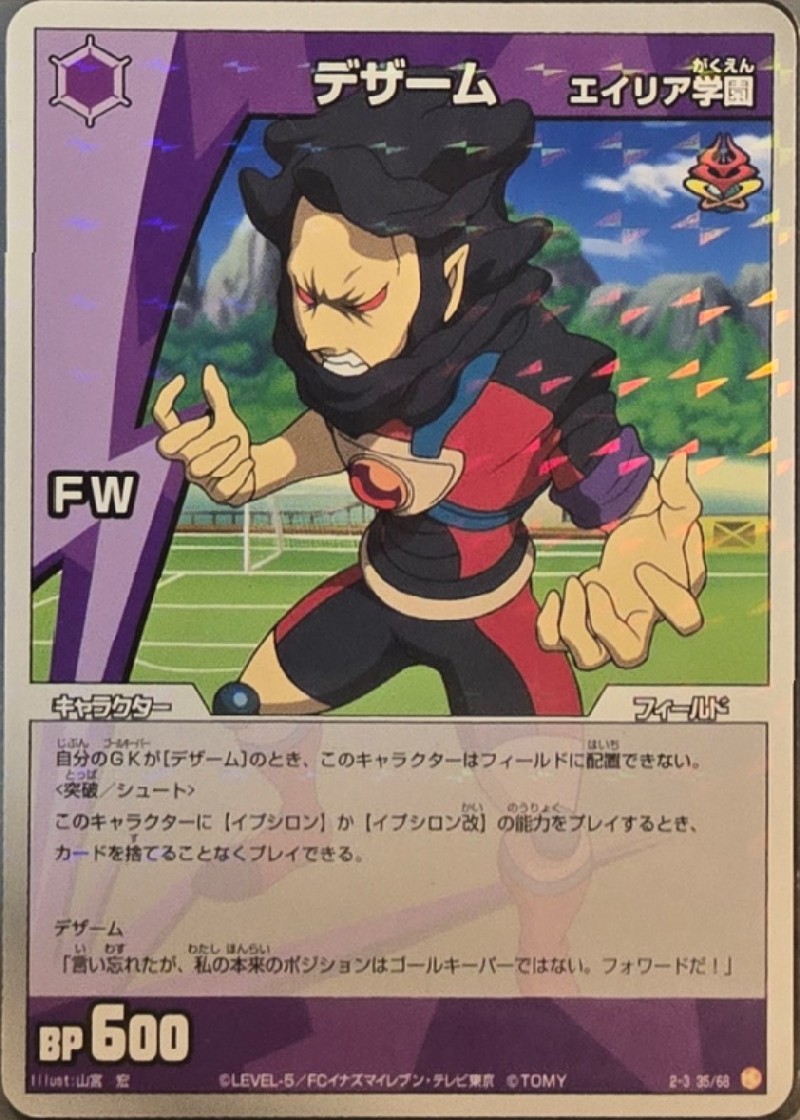 デザーム
エイリア学園
がくえん
FW
キャラクター
フィールド
じぶん ゴールキーパー はいち
自分のGKが[デザーム]のとき、このキャラクターはフィールドに配置できない。
とっぱ
<突破/シュート>
かい のうりょく
このキャラクターに【イプシロン】か【イプシロン改】の能力をプレイするとき、
す
カードを捨てることなくプレイできる。
デザーム
い わす わたし ほんらい
「言い忘れたが、私の本来のポジションはゴールキーパーではない。フォワードだ!」
BP 600
Illust:山宮 宏
©LEVEL-5/FCイナズマイレブン・テレビ東京 ©TOMY
2-3 35/68